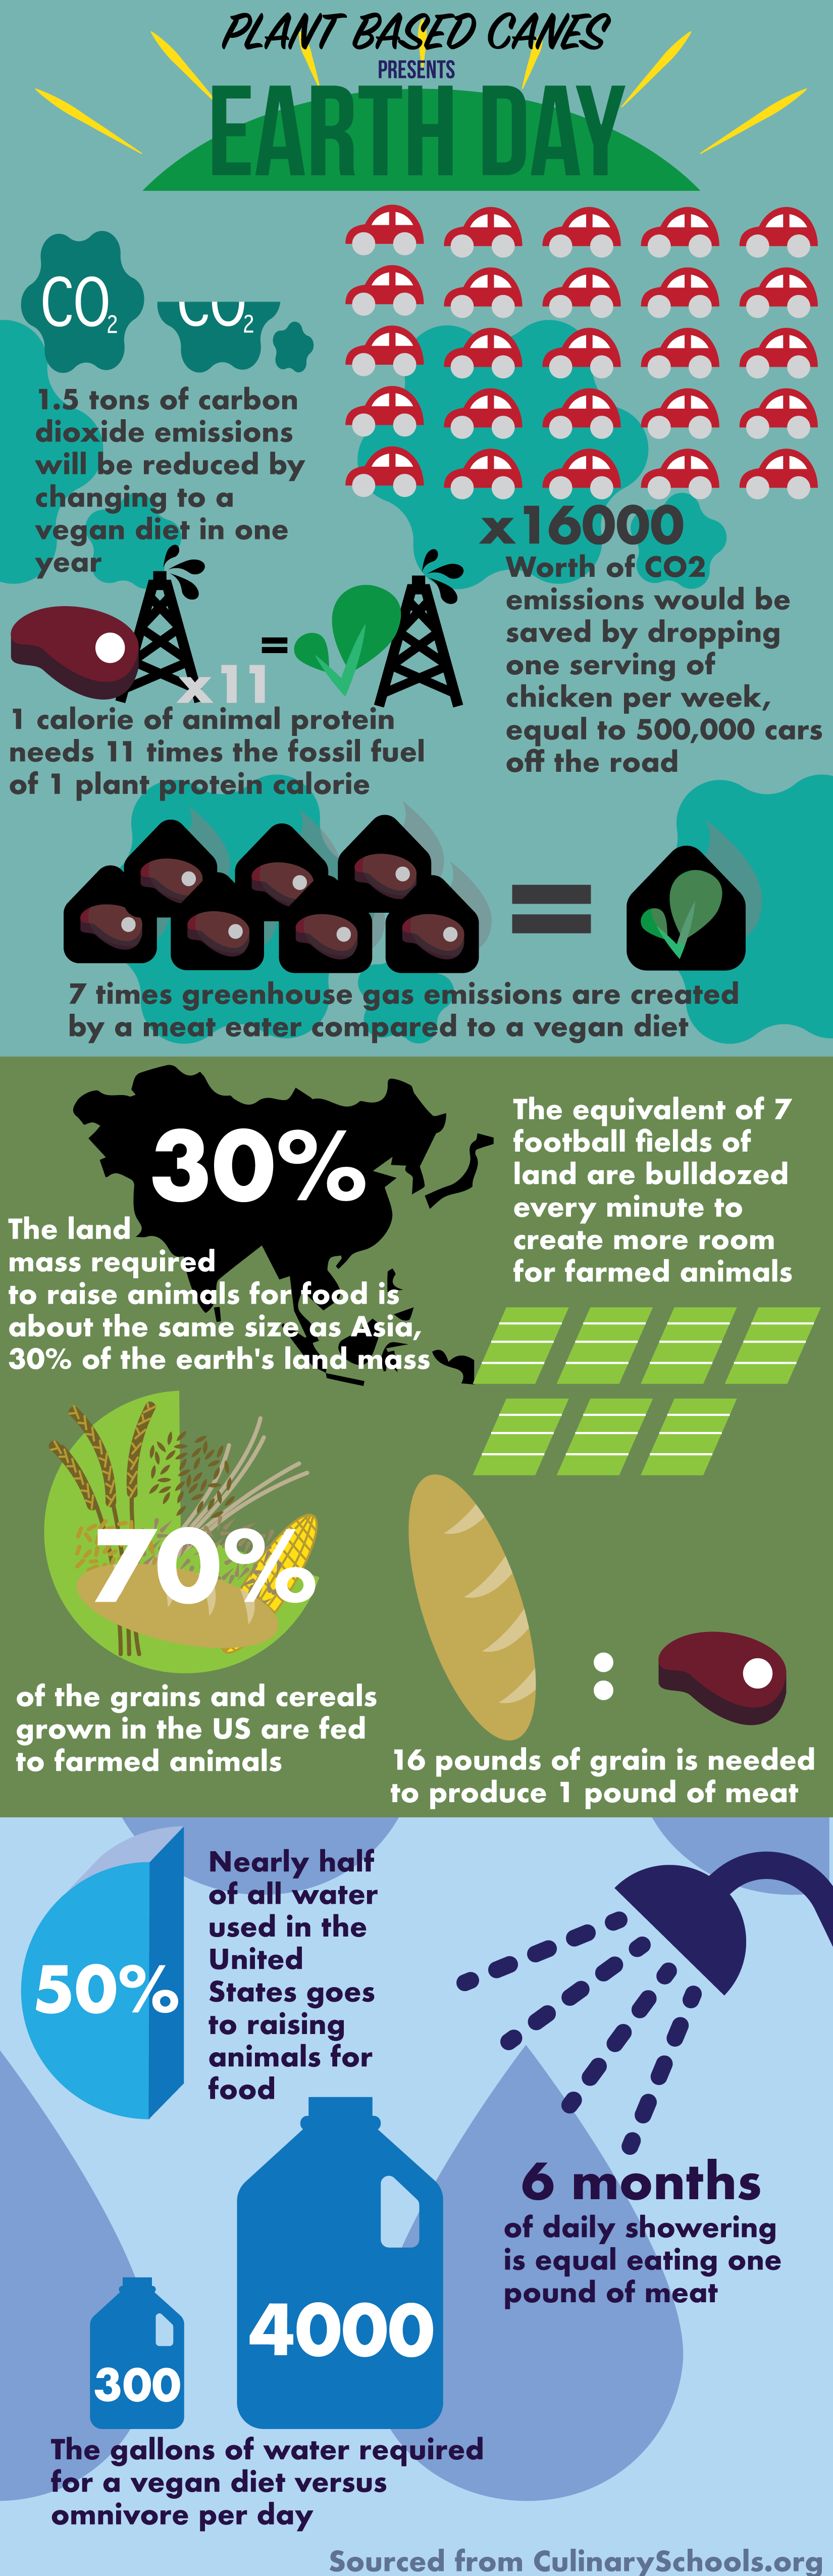 PLANT BASED CANES
PRESENTS
EARTH DAY
CO2
CO2
1.5 tons of carbon
dioxide emissions
will be reduced by
changing to a
vegan diet in one
year
x16000
Worth of CO2
emissions would be
saved by dropping
one serving of
chicken per week,
equal to 500,000 cars
off the road
=
x11
1 calorie of animal protein
needs 11 times the fossil fuel
of 1 plant protein calorie
=
7 times greenhouse gas emissions are created
by a meat eater compared to a vegan diet
30%
The land
mass required
to raise animals for food is
about the same size as Asia,
30% of the earth's land mass
The equivalent of 7
football fields of
land are bulldozed
every minute to
create more room
for farmed animals
70%
of the grains and cereals
grown in the US are fed
to farmed animals
:
16 pounds of grain is needed
to produce 1 pound of meat
50%
Nearly half
of all water
used in the
United
States goes
to raising
animals for
food
6 months
of daily showering
is equal eating one
pound of meat
300
4000
The gallons of water required
for a vegan diet versus
omnivore per day
Sourced from CulinarySchools.org